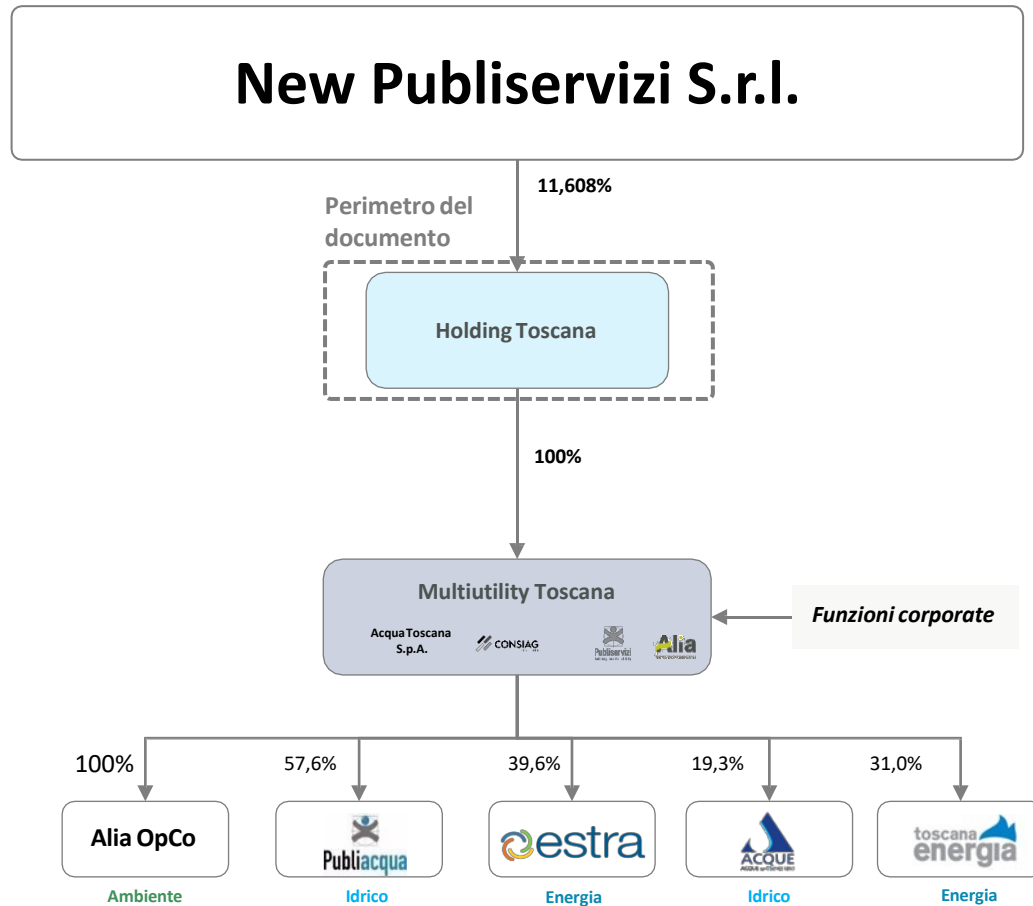 New Publiservizi S.r.l.
11,608%
Perimetro del
documento
Holding Toscana
100%
Multiutility Toscana
Acqua Toscana
S.p.A.
CONSIAG
Publiservizi
Alia
Funzioni corporate
100%
57,6%
39,6%
19,3%
31,0%
Alia OpCo
Publiacqua
estra
ACQUE
toscana
energia
Ambiente
Idrico
Energia
Idrico
Energia